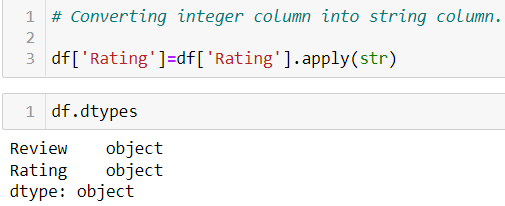 1 # Converting integer column into string column.
2
3 df['Rating']=df['Rating'].apply(str)
1 df.dtypes
Review    object
Rating    object
dtype: object